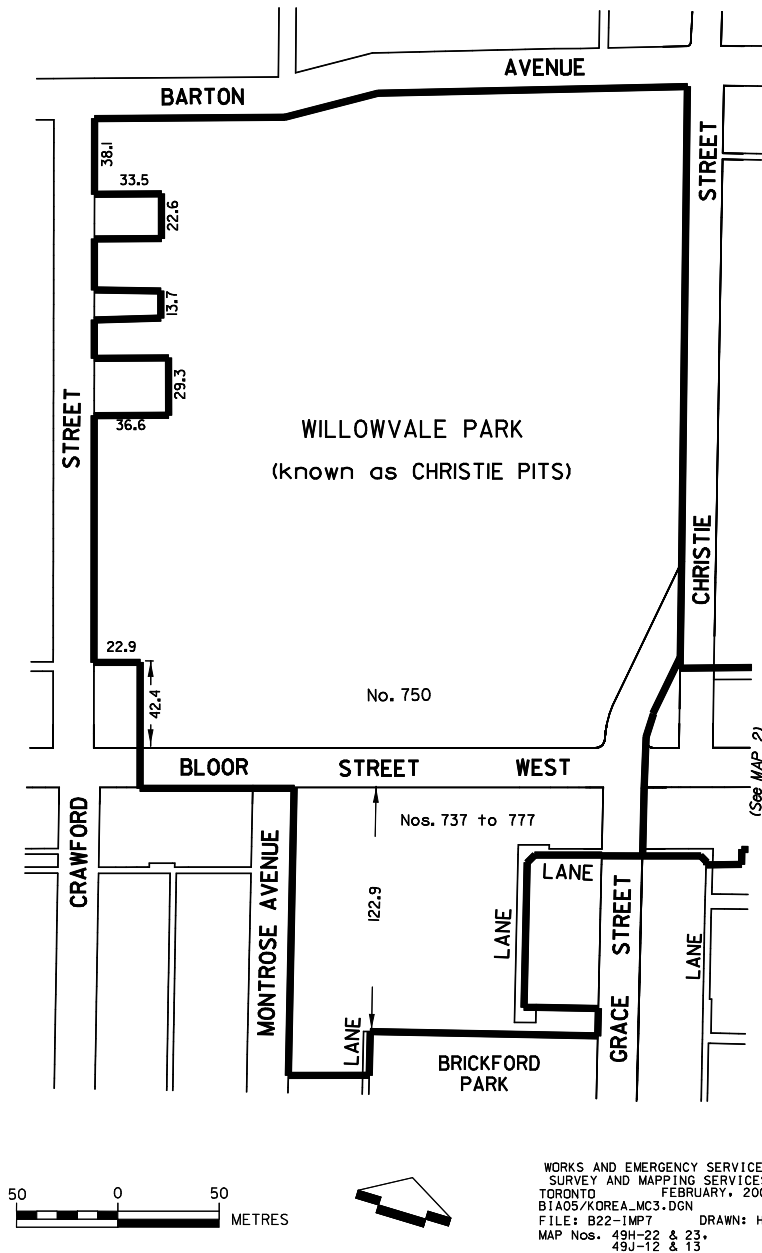 AVENUE
BARTON
STREET
38.1
33.5
22.6
13.7
29.3
36.6
STREET
WILLOWVALE PARK
(known as CHRISTIE PITS)
CHRISTIE
22.9
42.4
No. 750
BLOOR STREET WEST
(See MAP 2)
CRAWFORD
MONTROSE AVENUE
Nos. 737 to 777
122.9
LANE
LANE
STREET
LANE
GRACE
LANE
BRICKFORD
PARK
50 0 50
METRES
WORKS AND EMERGENCY SERVICE
SURVEY AND MAPPING SERVICES
TORONTO FEBRUARY, 200
BIA05/KOREA_MC3.DGN
FILE: B22-IMP7 DRAWN: H
MAP Nos. 49H-22 & 23,
49J-12 & 13